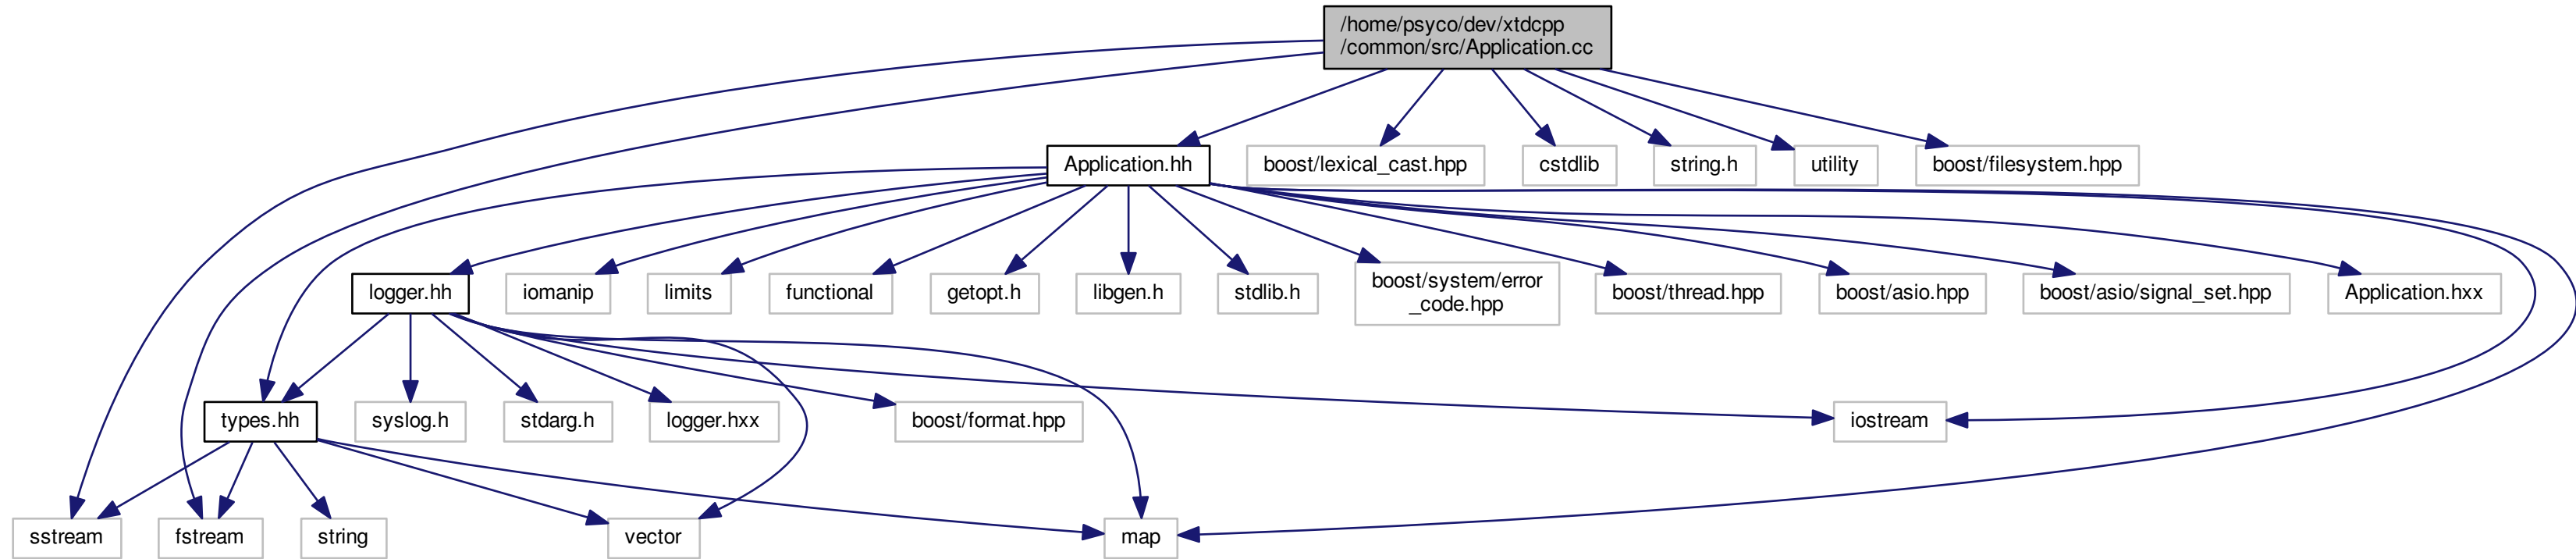 /home/psyco/dev/xtdcpp
/common/src/Application.cc
Application.hh
boost/lexical_cast.hpp
cstdlib
string.h
utility
boost/filesystem.hpp
logger.hh
iomanip
limits
functional
getopt.h
libgen.h
stdlib.h
boost/system/error
_code.hpp
boost/thread.hpp
boost/asio.hpp
boost/asio/signal_set.hpp
Application.hxx
types.hh
syslog.h
stdarg.h
logger.hxx
boost/format.hpp
iostream
sstream
fstream
string
vector
map